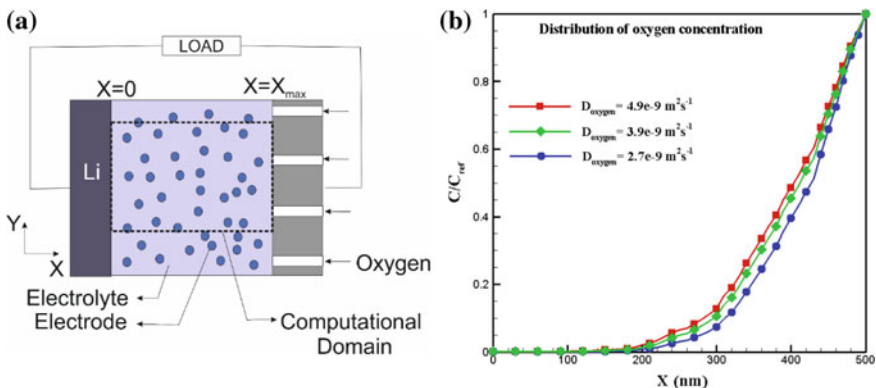 (a)
LOAD
X=0
X=Xmax
Li
Y
X
Oxygen
Electrolyte
Electrode
Computational
Domain
(b)
Distribution of oxygen concentration
Doxygen = 4.9e-9 m²s⁻¹
Doxygen = 3.9e-9 m²s⁻¹
Doxygen = 2.7e-9 m²s⁻¹
C/Cref
1
0.8
0.6
0.4
0.2
0
0 100 200 300 400 500
X (nm)